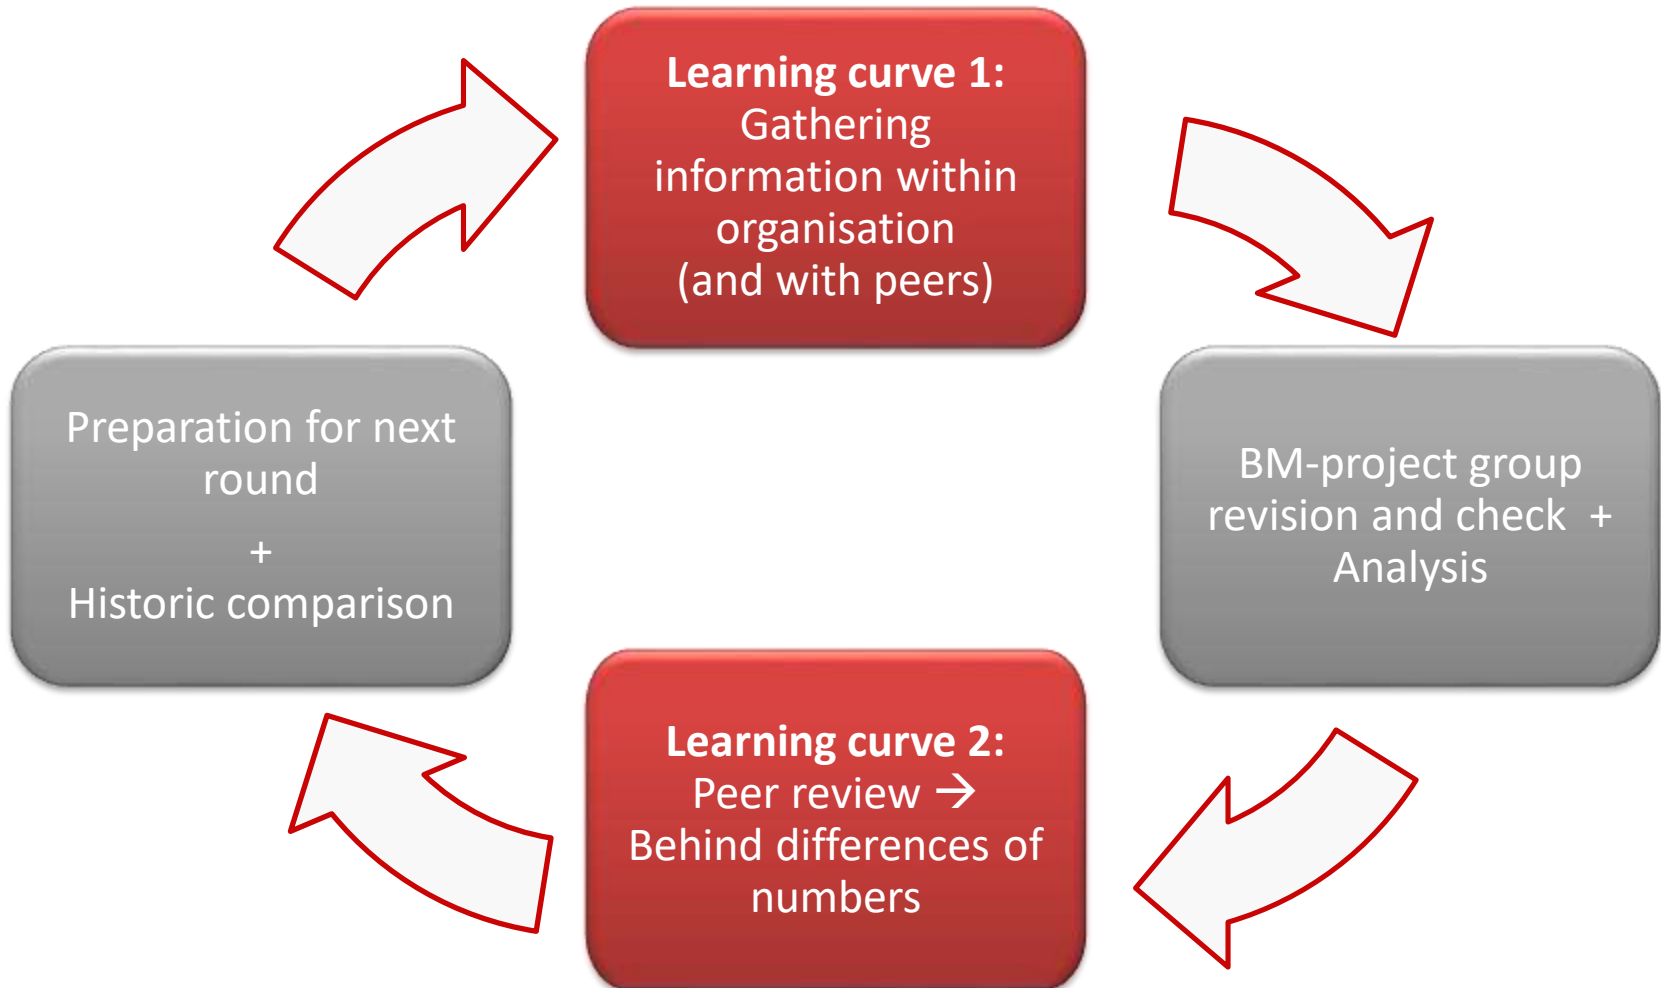 Learning curve 1:
Gathering
information within
organisation
(and with peers)
Preparation for next
round
+
Historic comparison
BM-project group
revision and check +
Analysis
Learning curve 2:
Peer review →
Behind differences of
numbers